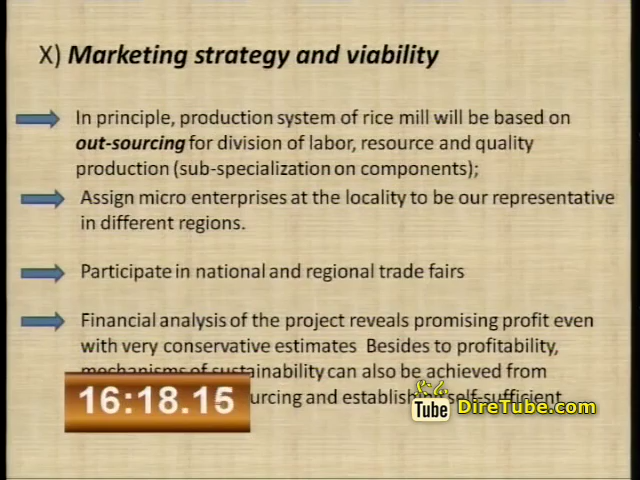 X) Marketing strategy and viability
In principle, production system of rice mill will be based on
out-sourcing for division of labor, resource and quality
production (sub-specialization on components);
Assign micro enterprises at the locality to be our representative
in different regions.
Participate in national and regional trade fairs
Financial analysis of the project reveals promising profit even
with very conservative estimates Besides to profitability,
mechanisms of sustainability can also be achieved from
and establish self-sufficient
16:18.15
Tube DireTube.com